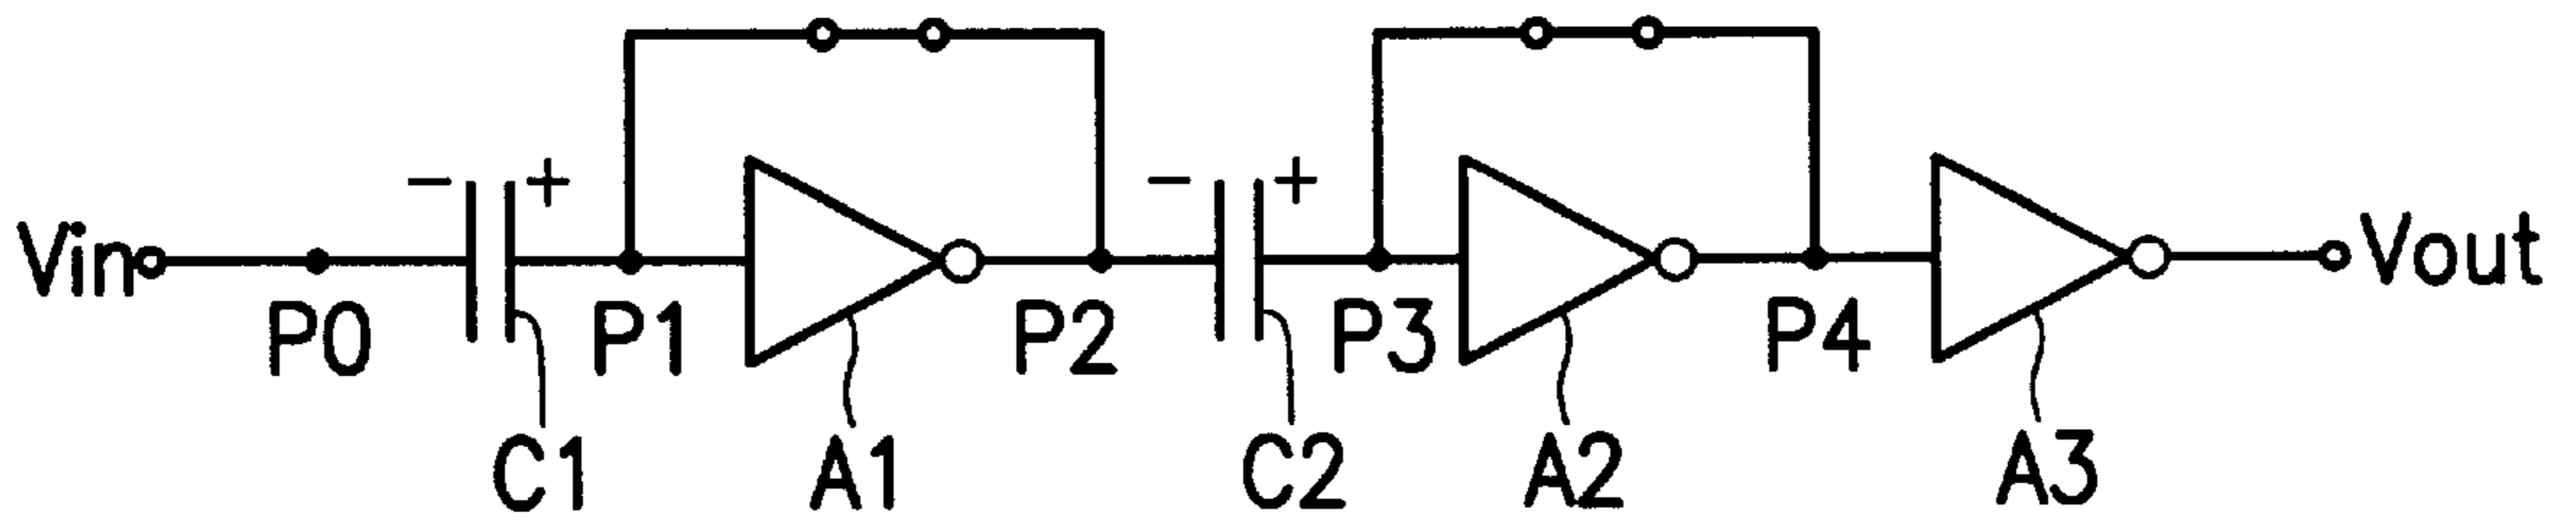 - + - +
Vin Vout
P0 P1 P2 P3 P4
C1 A1 C2 A2 A3